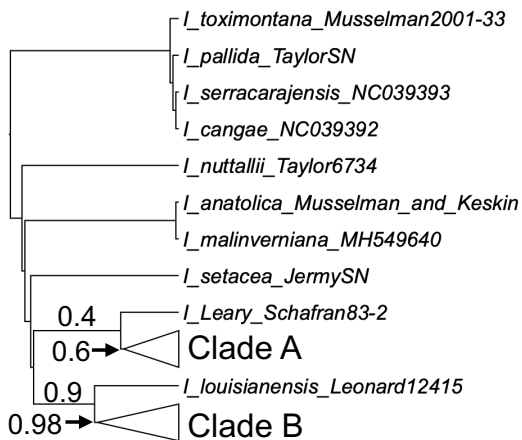 I_toximontana_Musselman2001-33
I_pallida_TaylorSN
I_serracarajensis_NC039393
I_cangae_NC039392
I_nuttallii_Taylor6734
I_anatolica_Musselman_and_Keskin
I_malinverniana_MH549640
I_setacea_JermySN
0.4
I_Leary_Schafran83-2
0.6
Clade A
0.9
I_louisianensis_Leonard12415
0.98
Clade B